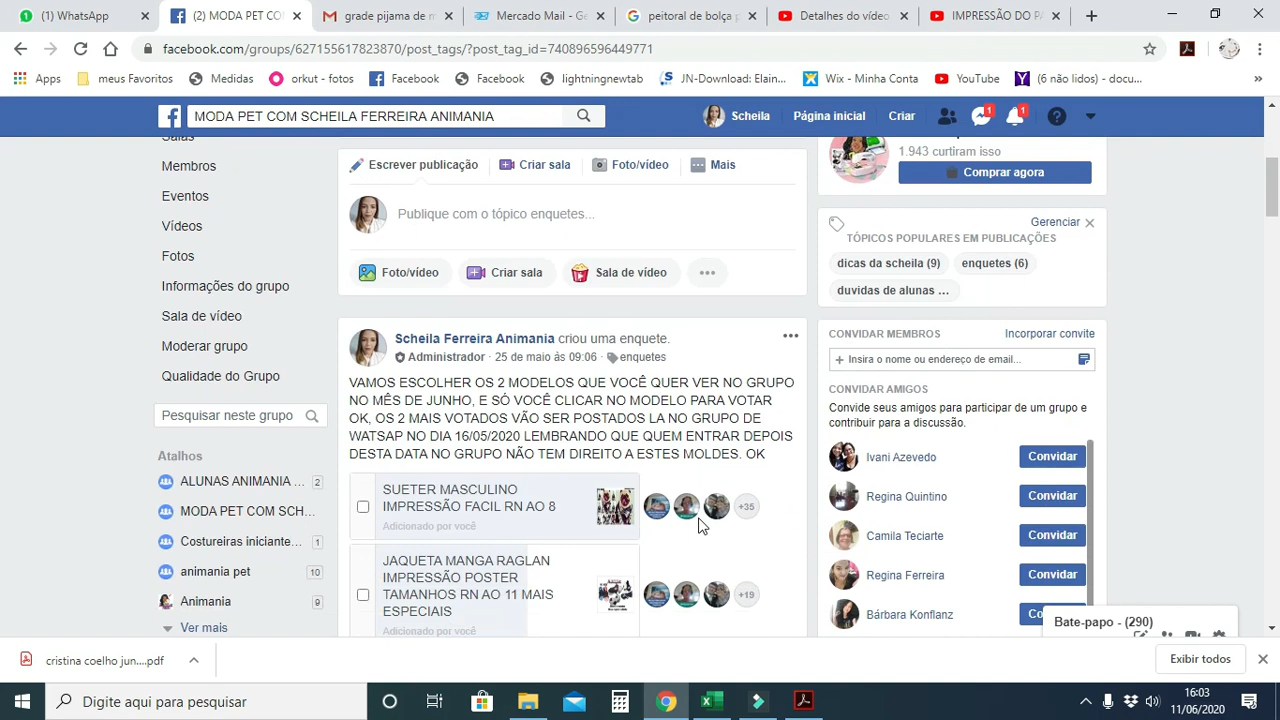 (1) WhatsApp
(2) MODA PET CO
grade pijama de m
Mercado Mail - Ge
peitoral de bolça p
Detalhes do vídeo
IMPRESSÃO DO PA
facebook.com/groups/627155617823870/post_tags/?post_tag_id=740896596449771
Apps
meus Favoritos
Medidas
orkut - fotos
Facebook
Facebook
lightningnewtab
JN-Download: Elain...
Wix - Minha Conta
YouTube
(6 não lidos) - docu...
MODA PET COM SCHEILA FERREIRA ANIMANIA
Scheila
Página inicial
Criar
1
1
Salas
Membros
Eventos
Vídeos
Fotos
Informações do grupo
Sala de vídeo
Moderar grupo
Qualidade do Grupo
Pesquisar neste grupo
Atalhos
ALUNAS ANIMANIA ... 2
MODA PET COM SCH...
Costureiras iniciante... 1
animania pet 10
Animania 9
Ver mais
Escrever publicação
Criar sala
Foto/vídeo
Mais
Publique com o tópico enquetes...
Foto/vídeo
Criar sala
Sala de vídeo
Scheila Ferreira Animania criou uma enquete.
Administrador · 25 de maio às 09:06 · enquetes
VAMOS ESCOLHER OS 2 MODELOS QUE VOCÊ QUER VER NO GRUPO
NO MÊS DE JUNHO, E SÓ VOCÊ CLICAR NO MODELO PARA VOTAR
OK, OS 2 MAIS VOTADOS VÃO SER POSTADOS LA NO GRUPO DE
WATSAP NO DIA 16/05/2020 LEMBRANDO QUE QUEM ENTRAR DEPOIS
DESTA DATA NO GRUPO NÃO TEM DIREITO A ESTES MOLDES. OK
SUETER MASCULINO
IMPRESSÃO FACIL RN AO 8
Adicionado por você
+35
JAQUETA MANGA RAGLAN
IMPRESSÃO POSTER
TAMANHOS RN AO 11 MAIS
ESPECIAIS
Adicionado por você
+19
1.943 curtiram isso
Comprar agora
Gerenciar
TÓPICOS POPULARES EM PUBLICAÇÕES
dicas da scheila (9)
enquetes (6)
duvidas de alunas ...
CONVIDAR MEMBROS
Incorporar convite
+ Insira o nome ou endereço de email...
CONVIDAR AMIGOS
Convide seus amigos para participar de um grupo e
contribuir para a discussão.
Ivani Azevedo Convidar
Regina Quintino Convidar
Camila Teciarte Convidar
Regina Ferreira Convidar
Bárbara Konflanz Co
Bate-papo - (290)
cristina coelho jun....pdf
Exibir todos
Digite aqui para pesquisar
16:03
11/06/2020